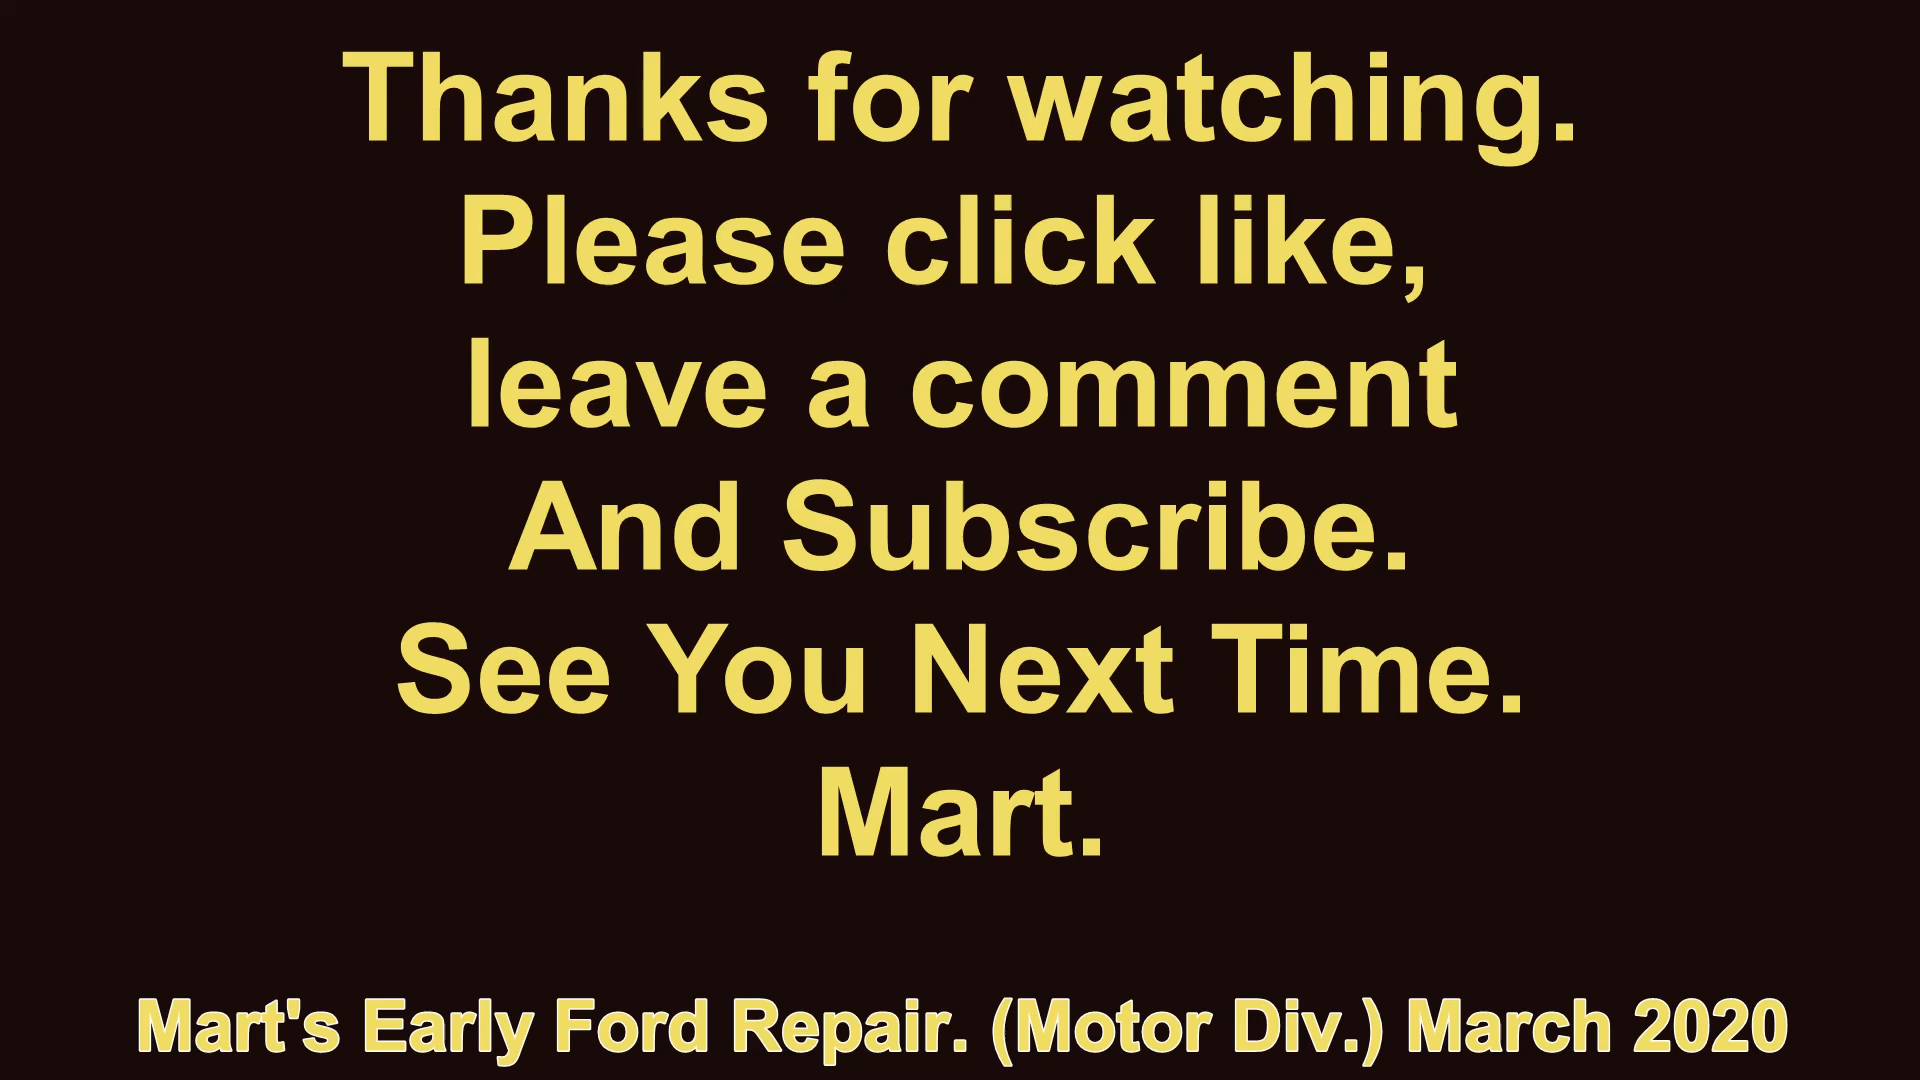 Thanks for watching.
Please click like,
leave a comment
And Subscribe.
See You Next Time.
Mart.
Mart's Early Ford Repair. (Motor Div.) March 2020